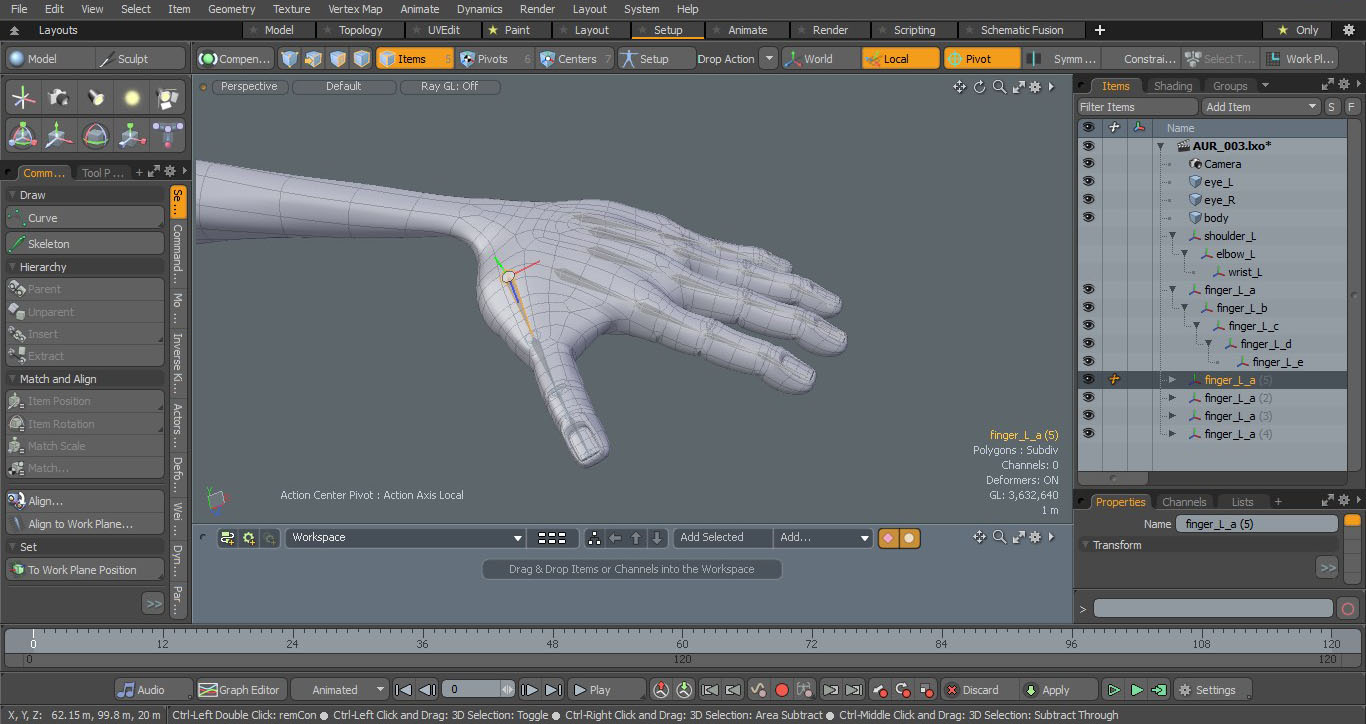 File Edit View Select Item Geometry Texture Vertex Map Animate Dynamics Render Layout System Help
Layouts Model Topology UVEdit Paint Layout Setup Animate Render Scripting Schematic Fusion Only
Model Sculpt Compen... Items 5 Pivots 6 Centers 7 Setup Drop Action World Local Pivot Symm ... Constrai... Select T... Work Pl...
Perspective Default Ray GL: Off
Items Shading Groups
Filter Items Add Item S F
Name
AUR_003.lxo*
Camera
eye_L
eye_R
body
shoulder_L
elbow_L
wrist_L
finger_L_a
finger_L_b
finger_L_c
finger_L_d
finger_L_e
finger_L_a (5)
finger_L_a (2)
finger_L_a (3)
finger_L_a (4)
Comm... Tool P ... +
Draw
Curve
Skeleton
Hierarchy
Parent
Unparent
Insert
Extract
Match and Align
Item Position
Item Rotation
Match Scale
Match...
Align...
Align to Work Plane...
Set
To Work Plane Position
>>
Se ...
Command...
Mo ...
Inverse Ki...
Actors ...
Defo...
Wei ...
Dyn...
Par ...
finger_L_a (5)
Polygons : Subdiv
Channels: 0
Deformers: ON
GL: 3,632,640
1 m
Y
Action Center Pivot : Action Axis Local
Workspace Add Selected Add...
Drag & Drop Items or Channels into the Workspace
Properties Channels Lists +
Name finger_L_a (5)
Transform
>>
>
0 12 24 36 48 60 72 84 96 108 120
0 120 120
Audio Graph Editor Animated 0 Play Discard Apply Settings
X, Y, Z: 62.15 m, 99.8 m, 20 m Ctrl-Left Double Click: remCon ● Ctrl-Left Click and Drag: 3D Selection: Toggle ● Ctrl-Right Click and Drag: 3D Selection: Area Subtract ● Ctrl-Middle Click and Drag: 3D Selection: Subtract Through